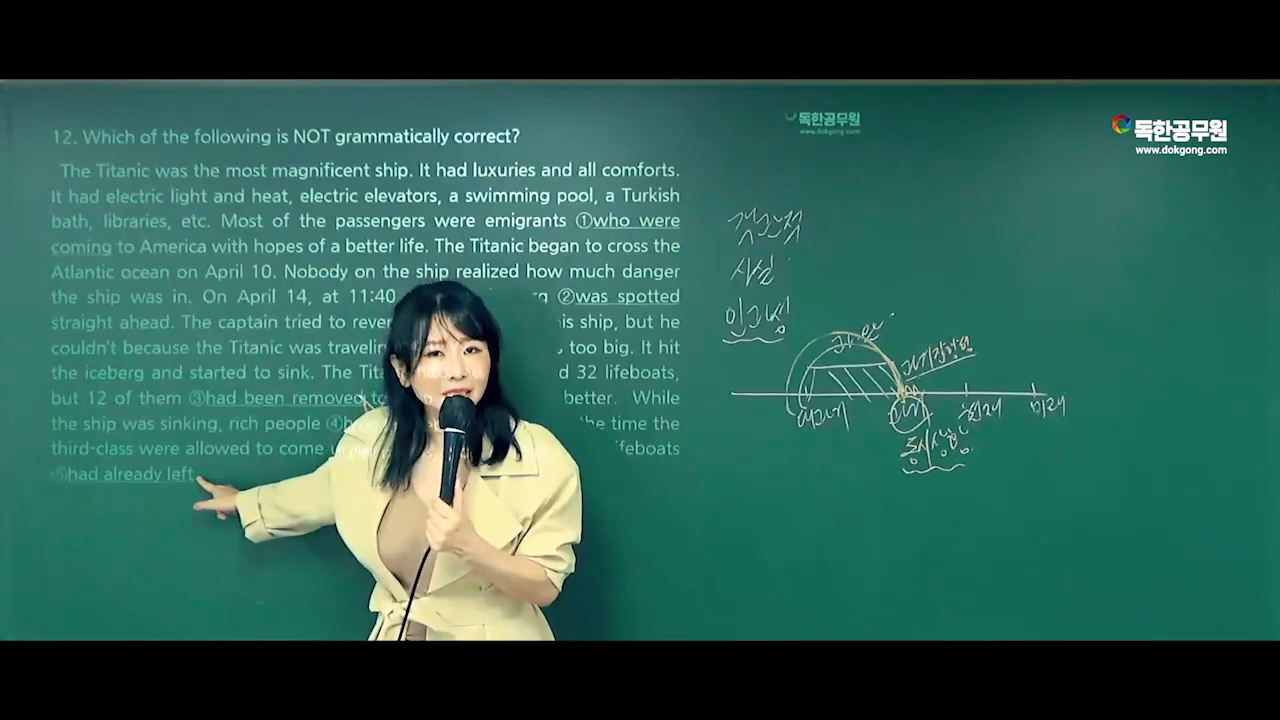 12. Which of the following is NOT grammatically correct?
The Titanic was the most magnificent ship. It had luxuries and all comforts.
It had electric light and heat, electric elevators, a swimming pool, a Turkish
bath, libraries, etc. Most of the passengers were emigrants ①who were
coming to America with hopes of a better life. The Titanic began to cross the
Atlantic ocean on April 10. Nobody on the ship realized how much danger
the ship was in. On April 14, at 11:40 ②was spotted
straight ahead. The captain tried to his ship, but he
couldn't because the Titanic was too big. It hit
the iceberg and started to sink. The 32 lifeboats,
but 12 of them ③had been removed better. While
the ship was sinking, rich people ④ the time the
third-class were allowed to come lifeboats
⑤had already left.
독한공무원
www.dokgong.com
독한공무원
www.dokgong.com
사실
과거
현재
미래